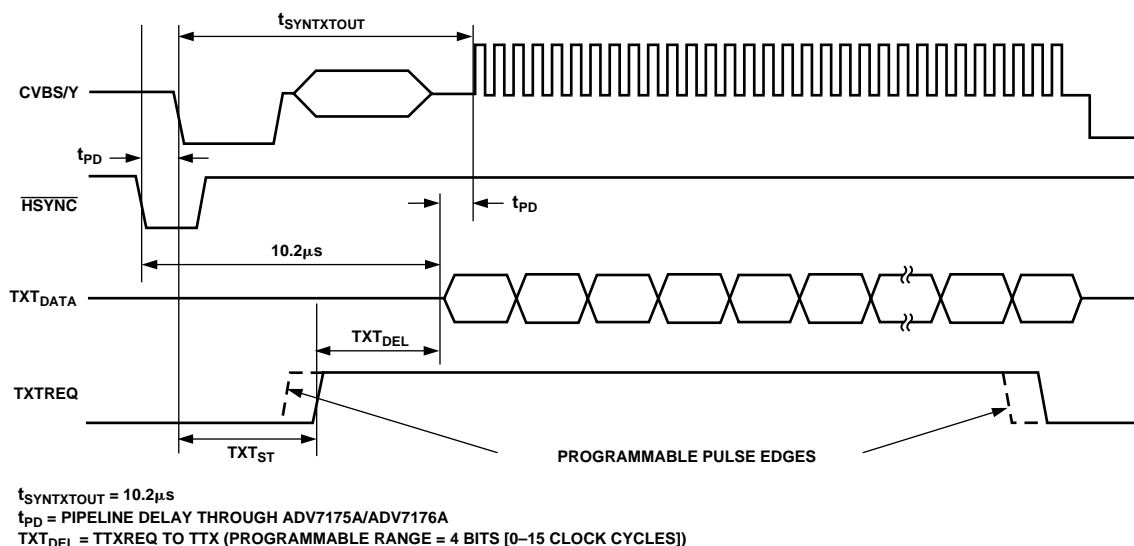 tSYNTXTOUT
CVBS/Y
tPD
HSYNC
tPD
10.2μs
TXTDATA
TXTDEL
TXTREQ
TXTST
PROGRAMMABLE PULSE EDGES
tSYNTXTOUT = 10.2μs
tPD = PIPELINE DELAY THROUGH ADV7175A/ADV7176A
TXTDEL = TTXREQ TO TTX (PROGRAMMABLE RANGE = 4 BITS [0–15 CLOCK CYCLES])